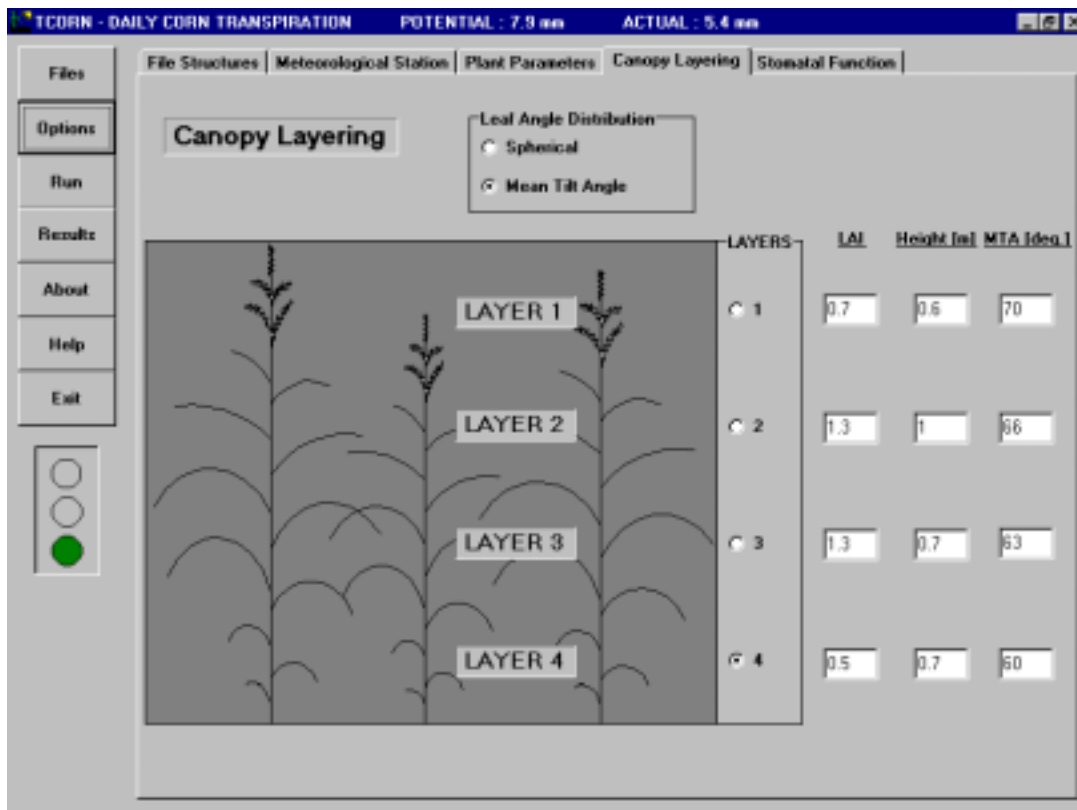 TCORN - DAILY CORN TRANSPIRATION POTENTIAL : 7.9 mm ACTUAL : 5.4 mm
File Structures Meteorological Station Plant Parameters Canopy Layering Stomatal Function
Files
Options
Run
Results
About
Help
Exit
Canopy Layering
Leaf Angle Distribution
Spherical
Mean Tilt Angle
LAYERS LAI Height [m] MTA [deg.]
LAYER 1 1 0.7 0.6 70
LAYER 2 2 1.3 1 66
LAYER 3 3 1.3 0.7 63
LAYER 4 4 0.5 0.7 60